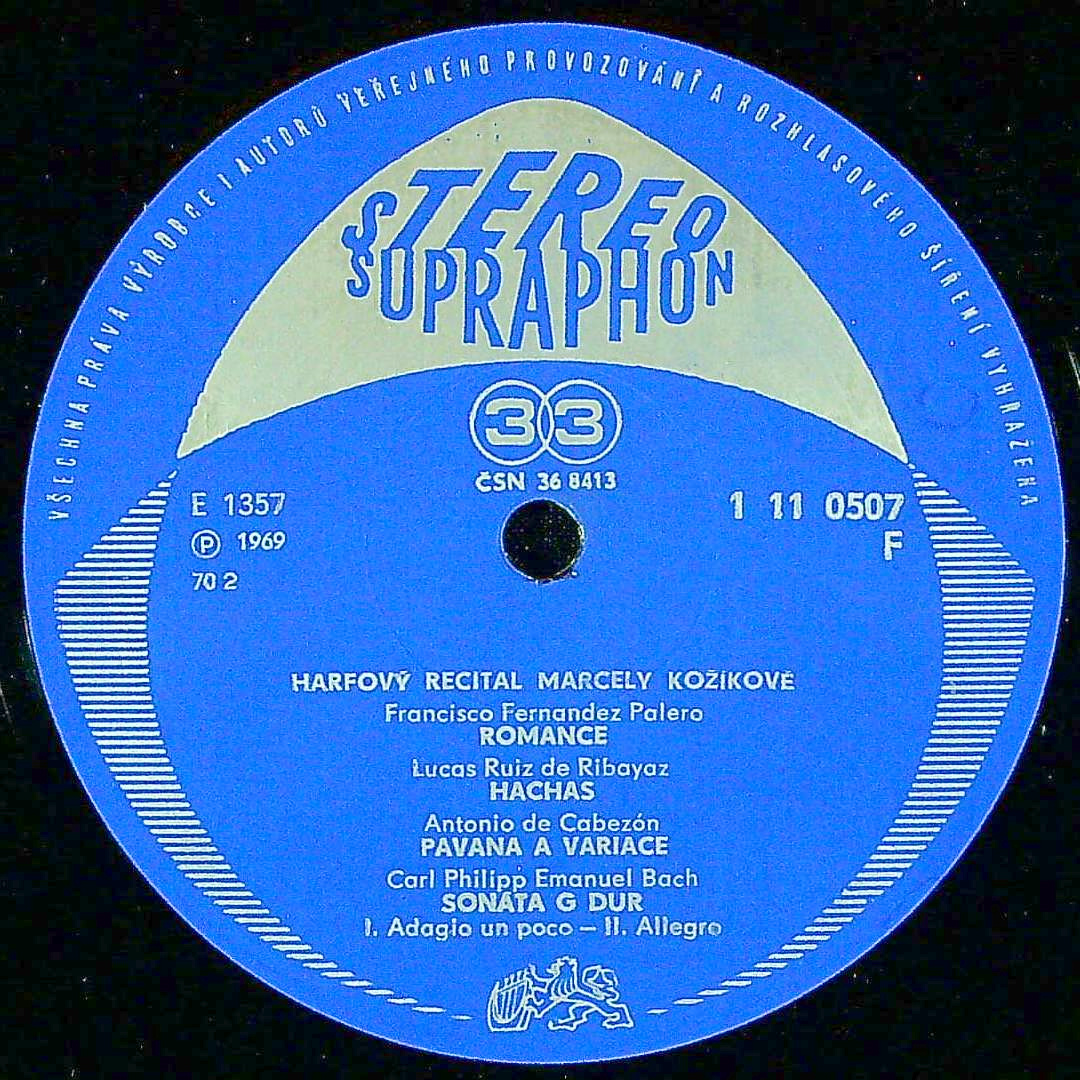 VŠECHNA PRÁVA VÝROBCE I AUTORŮ VEŘEJNÉHO PROVOZOVÁNÍ A ROZHLASOVÉHO ŠÍŘENÍ VYHRAŽENA
STEREO
SUPRAPHON
33
ČSN 36 8413
E 1357
1 11 0507
Ⓟ 1969
F
70 2
HARFOVÝ RECITAL MARCELY KOŽÍKOVÉ
Francisco Fernandez Palero
ROMANCE
Lucas Ruiz de Ribayaz
HACHAS
Antonio de Cabezón
PAVANA A VARIACE
Carl Philipp Emanuel Bach
SONÁTA G DUR
I. Adagio un poco – II. Allegro